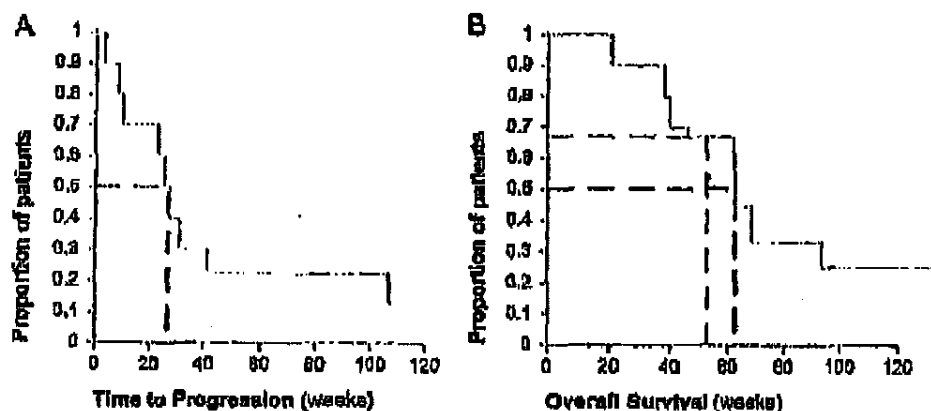 A
Proportion of patients
1
0.9
0.8
0.7
0.6
0.5
0.4
0.3
0.2
0.1
0
0 20 40 60 80 100 120
Time to Progression (weeks)
B
Proportion of patients
1
0.9
0.8
0.7
0.6
0.5
0.4
0.3
0.2
0.1
0
0 20 40 60 80 100 120
Overall Survival (weeks)